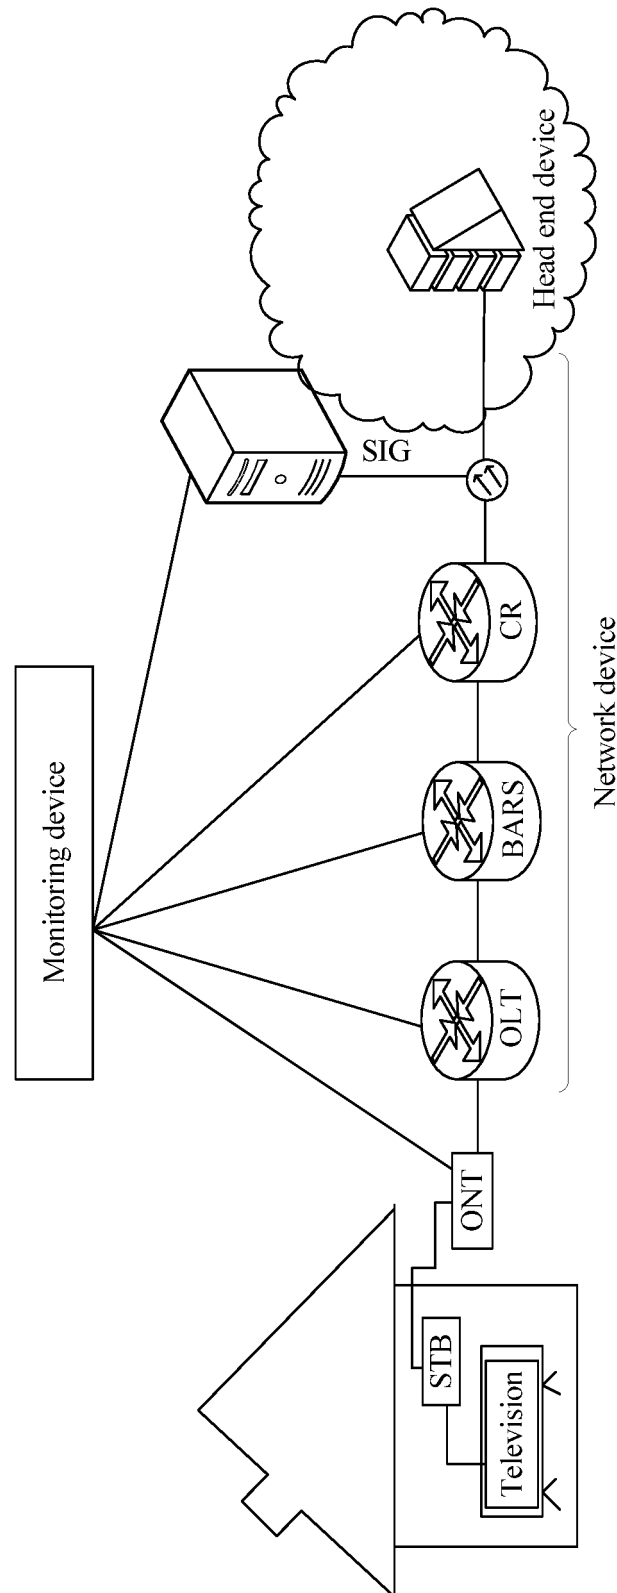 Monitoring device
SIG
Head end device
CR
BARS
OLT
ONT
STB
Television
Network device